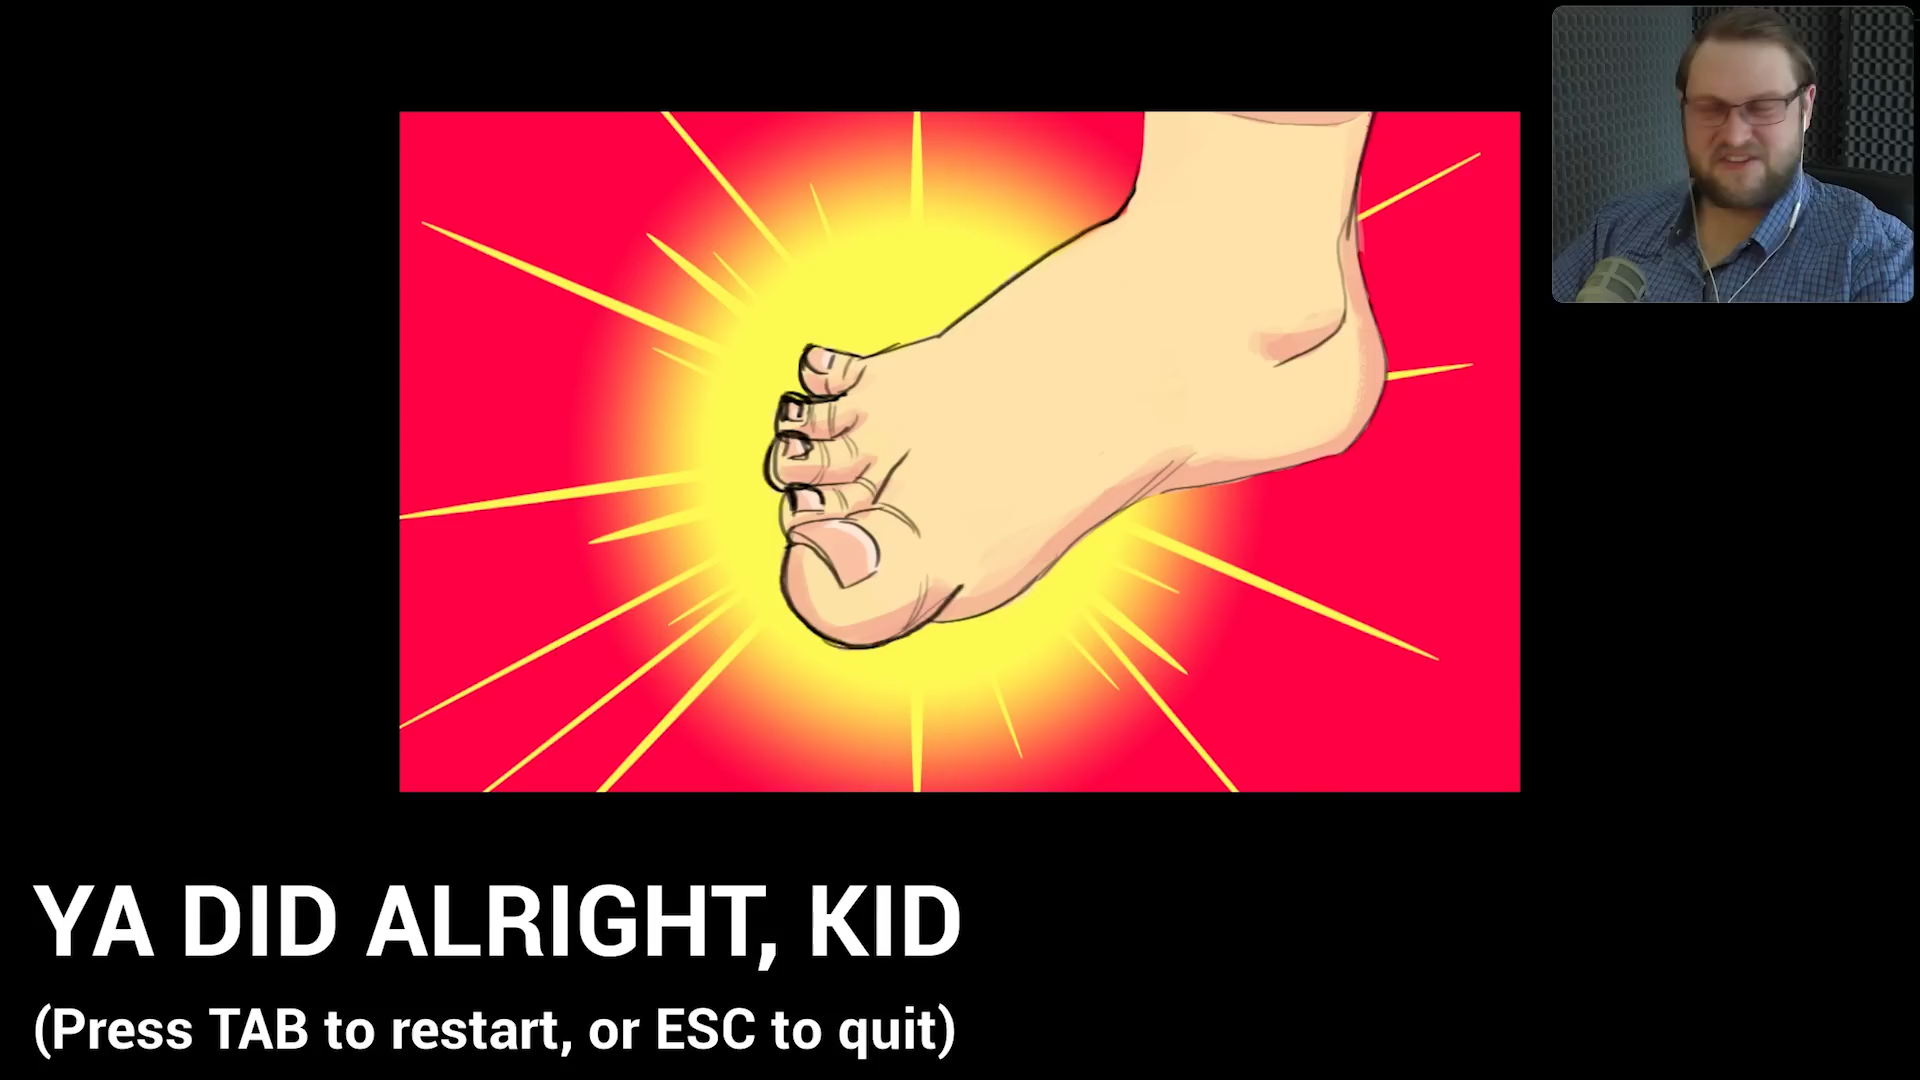 YA DID ALRIGHT, KID
(Press TAB to restart, or ESC to quit)